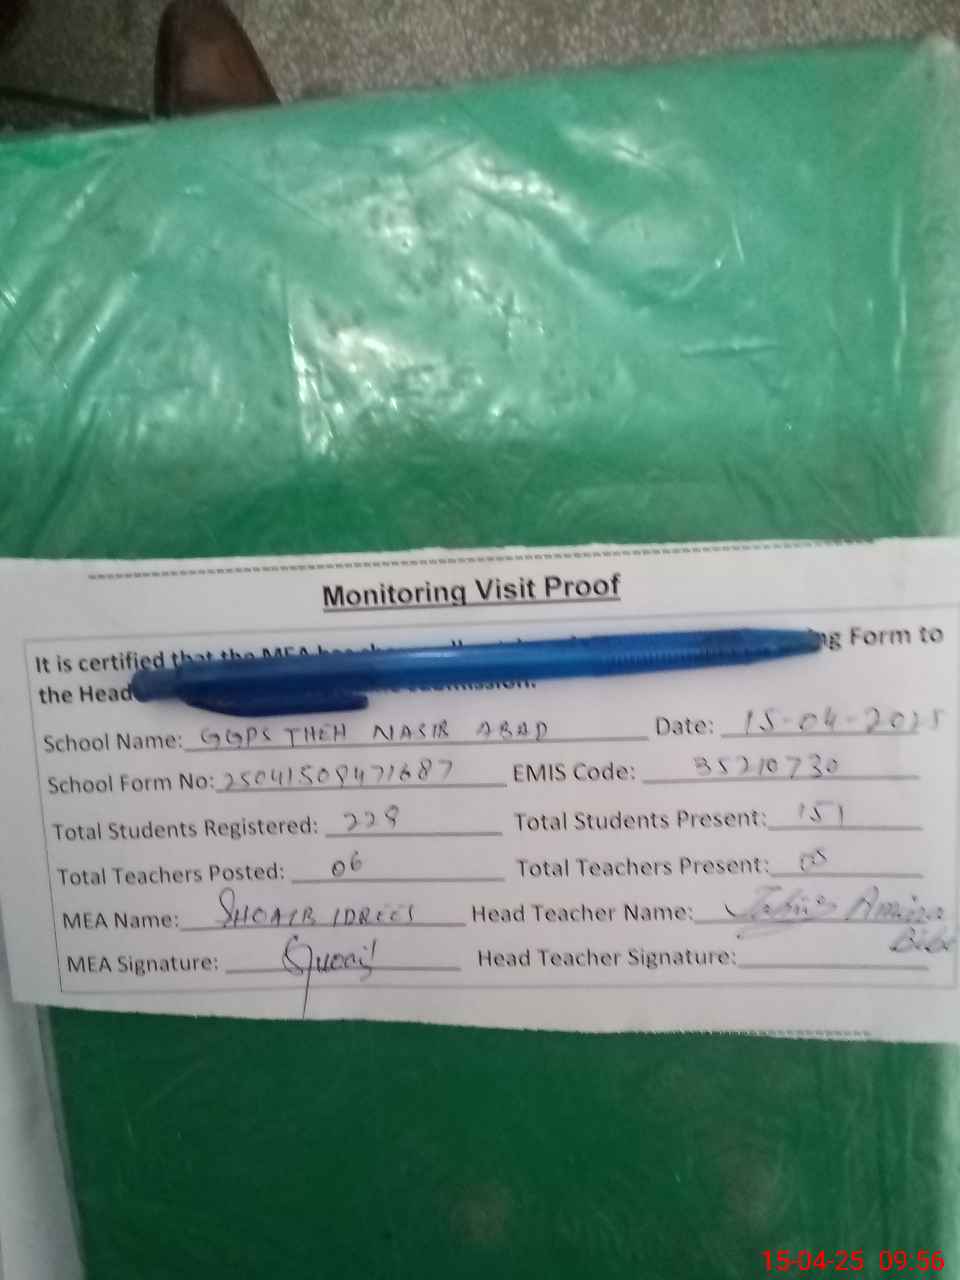 Monitoring Visit Proof
It is certified that the MEA has ng Form to
the Head submission.
School Name: GGPS THEH NASIR ABAD Date: 15-04-2025
School Form No: EMIS Code: 35210730
Total Students Registered: 228 Total Students Present: 151
Total Teachers Posted: 06 Total Teachers Present: 05
MEA Name: SHOAIB IDREES Head Teacher Name: Amina Bibi
MEA Signature: Head Teacher Signature:
15-04-25 09:56